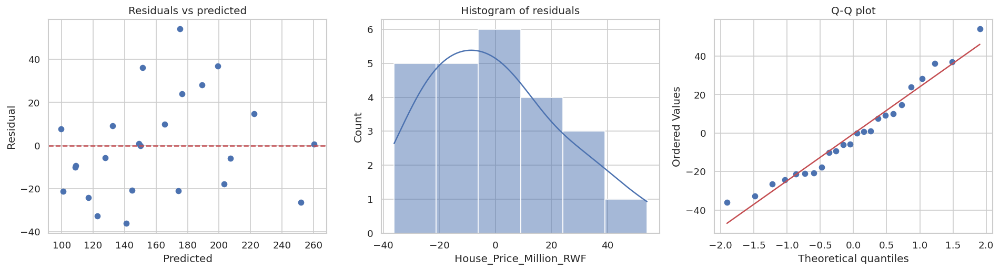 Residuals vs predicted
Residual
40
20
0
−20
−40
100 120 140 160 180 200 220 240 260
Predicted
Histogram of residuals
Count
6
5
4
3
2
1
0
−40 −20 0 20 40
House_Price_Million_RWF
Q-Q plot
Ordered Values
40
20
0
−20
−40
−2.0 −1.5 −1.0 −0.5 0.0 0.5 1.0 1.5 2.0
Theoretical quantiles